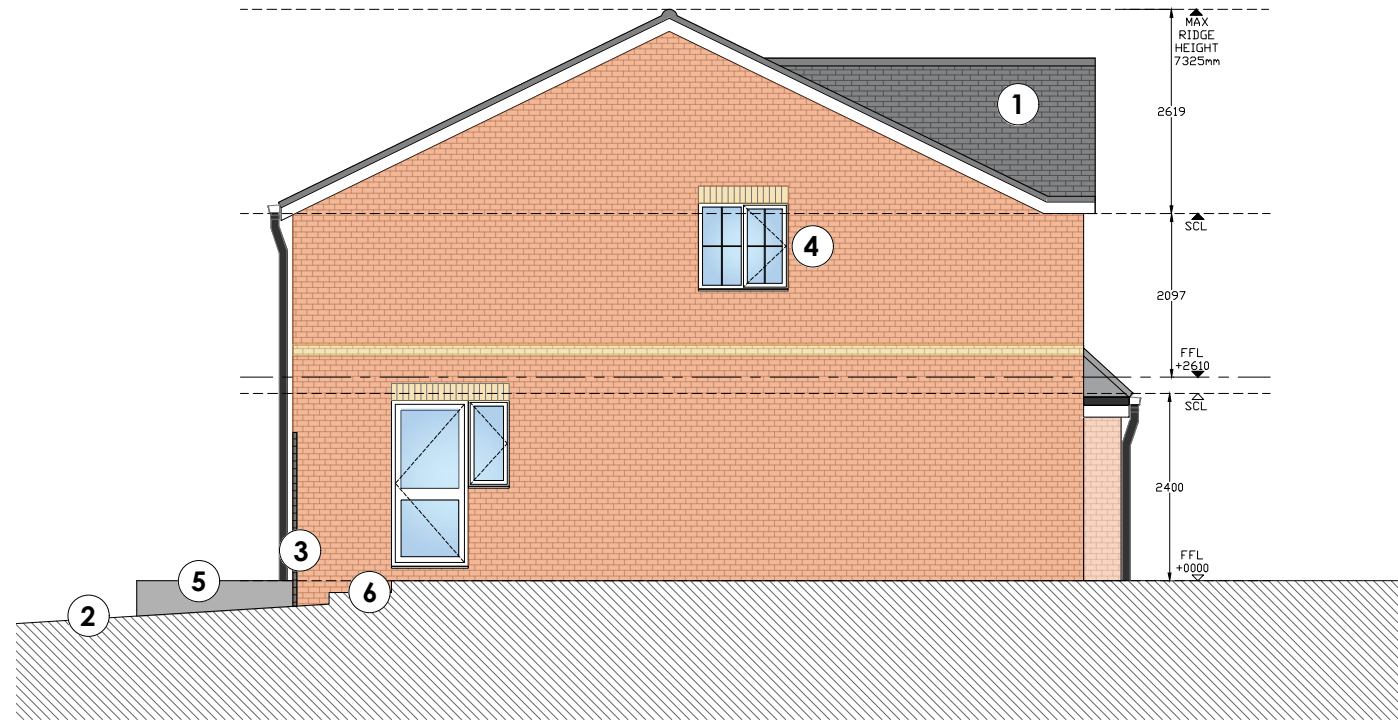 MAX
RIDGE
HEIGHT
7325mm
1
2619
SCL
4
2097
FFL
+2610
SCL
2400
3
FFL
+0000
5
6
2